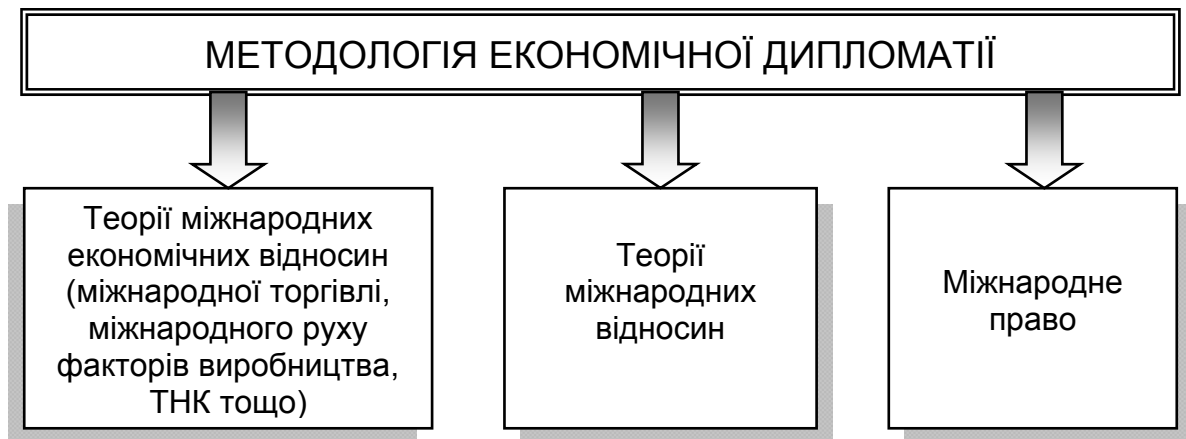 МЕТОДОЛОГІЯ ЕКОНОМІЧНОЇ ДИПЛОМАТІЇ
Теорії міжнародних
економічних відносин
(міжнародної торгівлі,
міжнародного руху
факторів виробництва,
ТНК тощо)
Теорії
міжнародних
відносин
Міжнародне
право